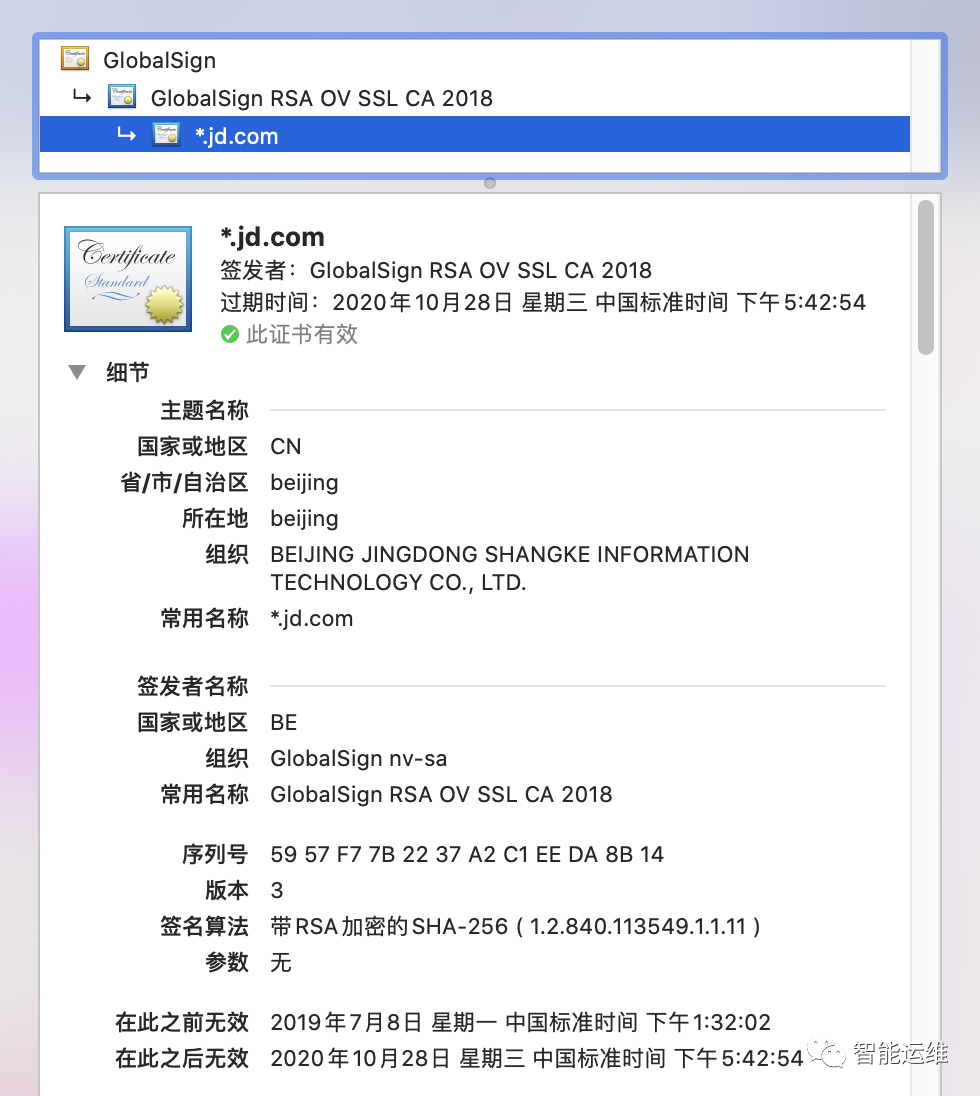 GlobalSign
GlobalSign RSA OV SSL CA 2018
*.jd.com
Certificate
Standard
*.jd.com
签发者：GlobalSign RSA OV SSL CA 2018
过期时间：2020年10月28日 星期三 中国标准时间 下午5:42:54
此证书有效
细节
主题名称
国家或地区 CN
省/市/自治区 beijing
所在地 beijing
组织 BEIJING JINGDONG SHANGKE INFORMATION
TECHNOLOGY CO., LTD.
常用名称 *.jd.com
签发者名称
国家或地区 BE
组织 GlobalSign nv-sa
常用名称 GlobalSign RSA OV SSL CA 2018
序列号 59 57 F7 7B 22 37 A2 C1 EE DA 8B 14
版本 3
签名算法 带RSA加密的SHA-256 ( 1.2.840.113549.1.1.11 )
参数 无
在此之前无效 2019年7月8日 星期一 中国标准时间 下午1:32:02
在此之后无效 2020年10月28日 星期三 中国标准时间 下午5:42:54
智能运维